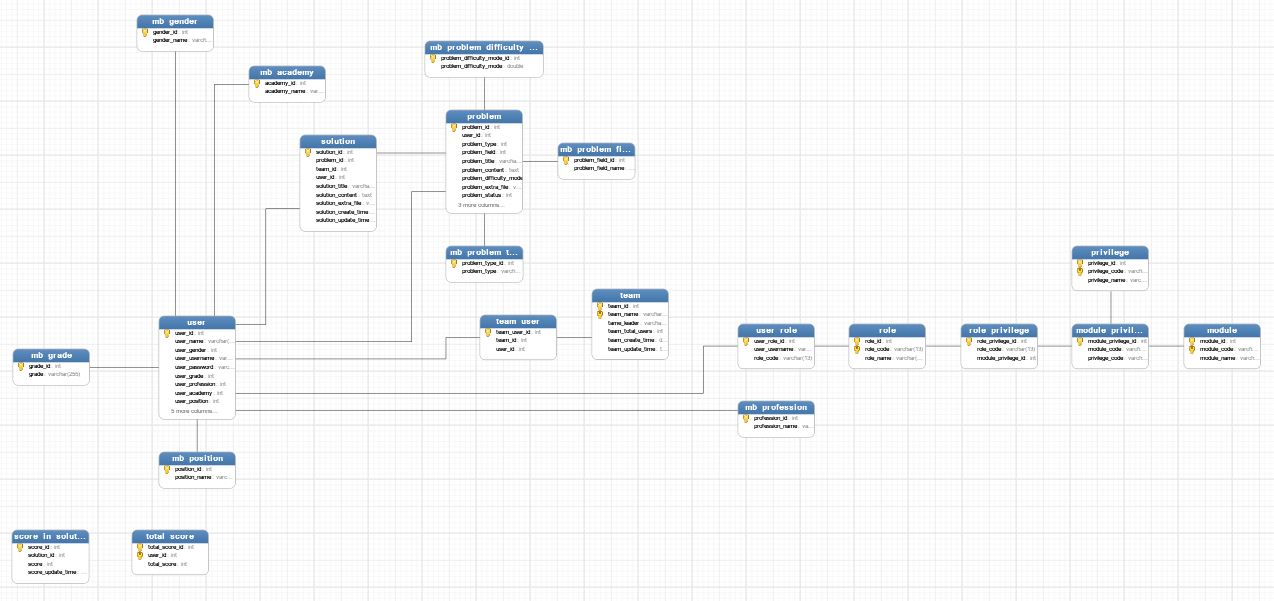 mb_gender
gender_id: int
gender_name: varch...
mb_academy
academy_id: int
academy_name: var...
mb_problem_difficulty_...
problem_difficulty_mode_id: int
problem_difficulty_mode: double
problem
problem_id: int
user_id: int
problem_type: int
problem_field: int
problem_title: varcha...
problem_content: text
problem_difficulty_mode
problem_extra_file: v...
problem_status: int
3 more columns...
solution
solution_id: int
problem_id: int
team_id: int
user_id: int
solution_title: varcha...
solution_content: text
solution_extra_file: v...
solution_create_time:
solution_update_time:
mb_problem_fi...
problem_field_id: int
problem_field_name: ...
mb_problem_t...
problem_type_id: int
problem_type: varch...
privilege
privilege_id: int
privilege_code: varch...
privilege_name: varc...
team
team_id: int
team_name: varchar...
tame_leader: varcha...
team_total_users: int
team_create_time: d...
team_update_time: t...
team_user
team_user_id: int
team_id: int
user_id: int
user
user_id: int
user_name: varchar(...
user_gender: int
user_username: var...
user_password: varc...
user_grade: int
user_profession: int
user_academy: int
user_position: int
5 more columns...
user_role
user_role_id: int
user_username: var...
role_code: varchar(10)
role
role_id: int
role_code: varchar(10)
role_name: varchar(...
role_privilege
role_privilege_id: int
role_code: varchar(10)
module_privilege_id: int
module_privil...
module_privilege_id: int
module_code: varch...
privilege_code: varch...
module
module_id: int
module_code: varch...
module_name: varch...
mb_grade
grade_id: int
grade: varchar(255)
mb_profession
profession_id: int
profession_name: va...
mb_position
position_id: int
position_name: varc...
score_in_solut...
score_id: int
solution_id: int
score: int
score_update_time: ...
total_score
total_score_id: int
user_id: int
total_score: int